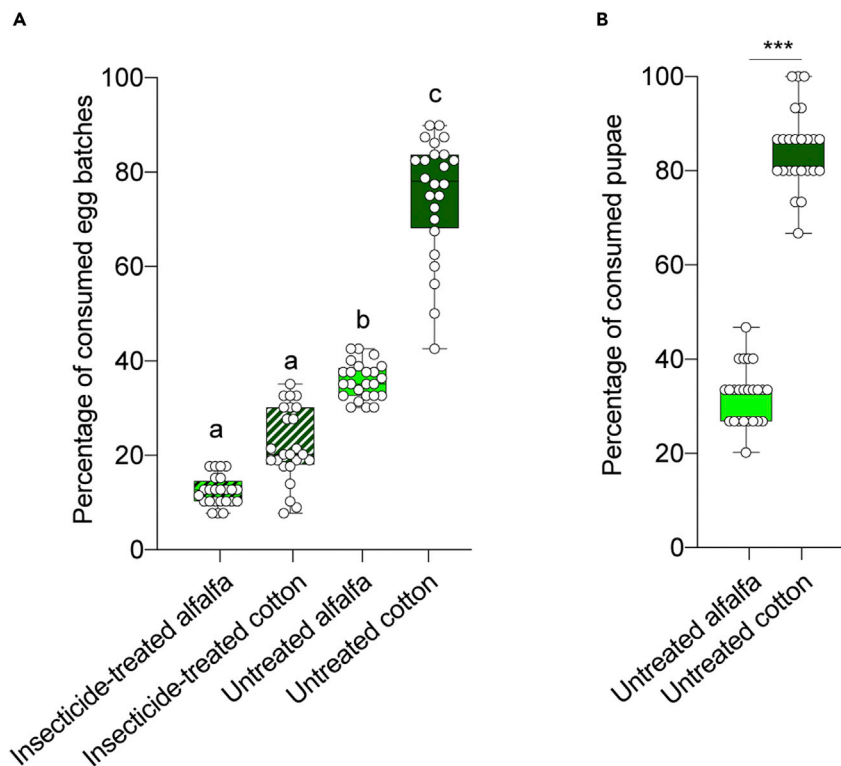 A
Percentage of consumed egg batches
100
80
60
40
20
0
a
a
b
c
Insecticide-treated alfalfa
Insecticide-treated cotton
Untreated alfalfa
Untreated cotton
B
Percentage of consumed pupae
***
100
80
60
40
20
0
Untreated alfalfa
Untreated cotton